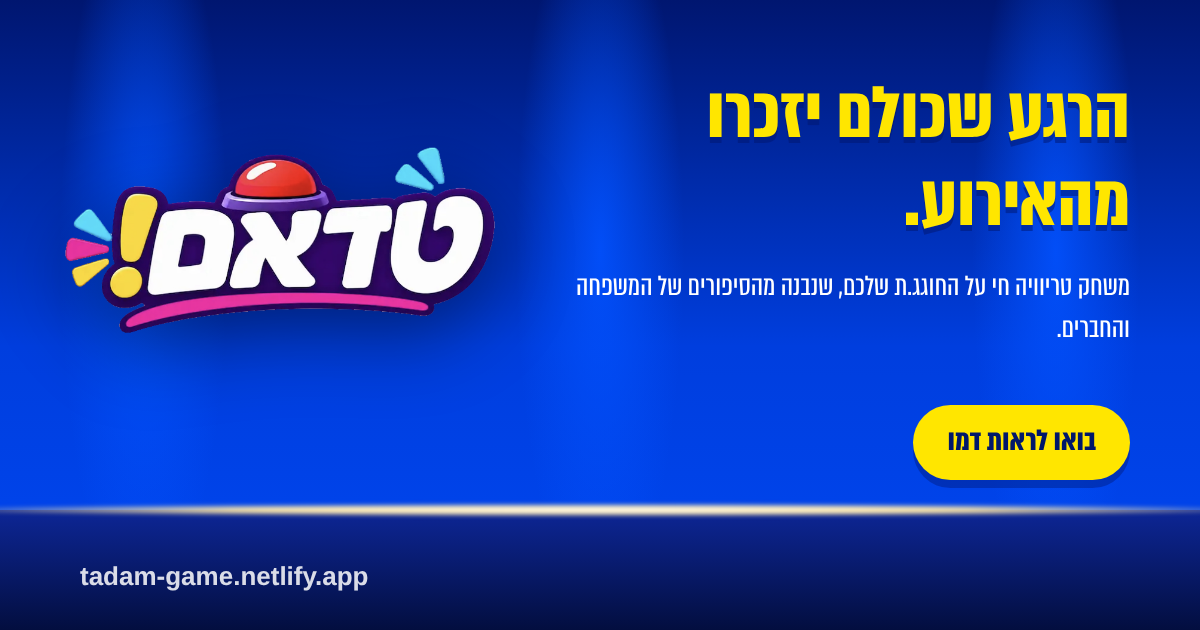 הרגע שכולם יזכרו
מהאירוע.
משחק טריוויה חי על החוגג.ת שלכם, שנבנה מהסיפורים של המשפחה
והחברים.
בואו לראות דמו
טדאם!
tadam-game.netlify.app